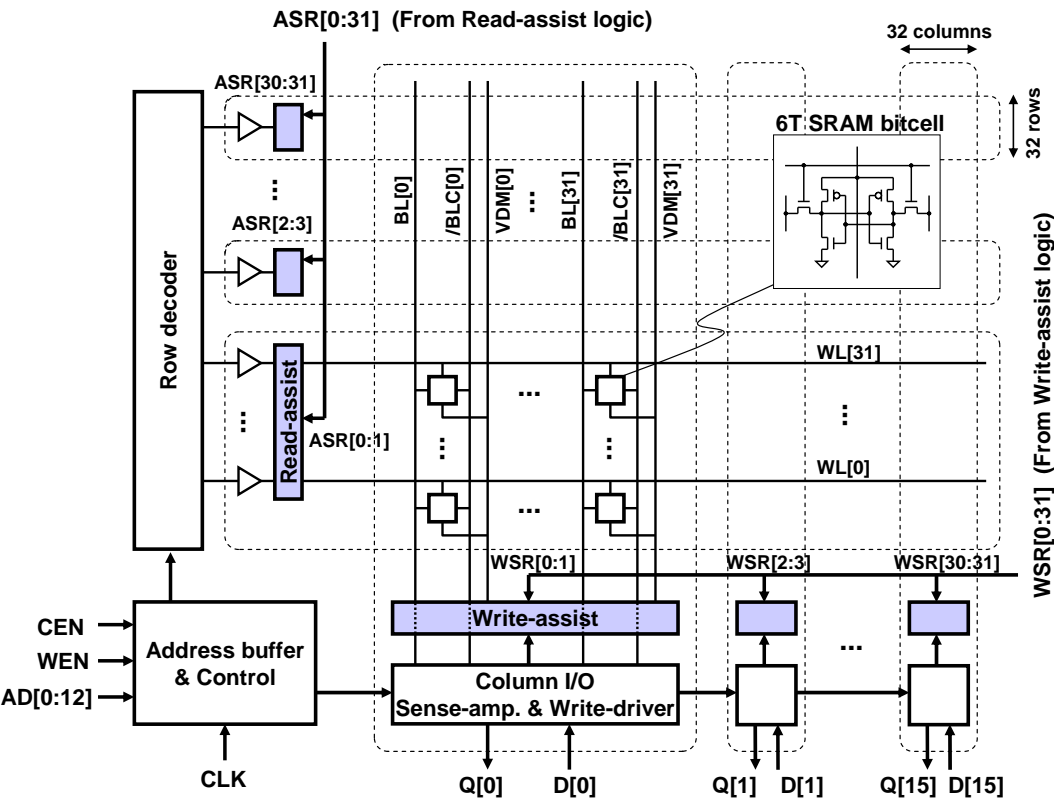 ASR[0:31]  (From Read-assist logic)
32 columns
ASR[30:31]
6T SRAM bitcell
32 rows
...
BL[0]
/BLC[0]
VDM[0]
...
BL[31]
/BLC[31]
VDM[31]
ASR[2:3]
Row decoder
WSR[0:31]  (From Write-assist logic)
WL[31]
Read-assist
...
...
...
...
ASR[0:1]
...
...
WL[0]
...
WSR[0:1]
WSR[2:3]
WSR[30:31]
Write-assist
CEN
WEN
AD[0:12]
Address buffer
& Control
...
Column I/O
Sense-amp. & Write-driver
CLK
Q[0]
D[0]
Q[1]
D[1]
Q[15]
D[15]